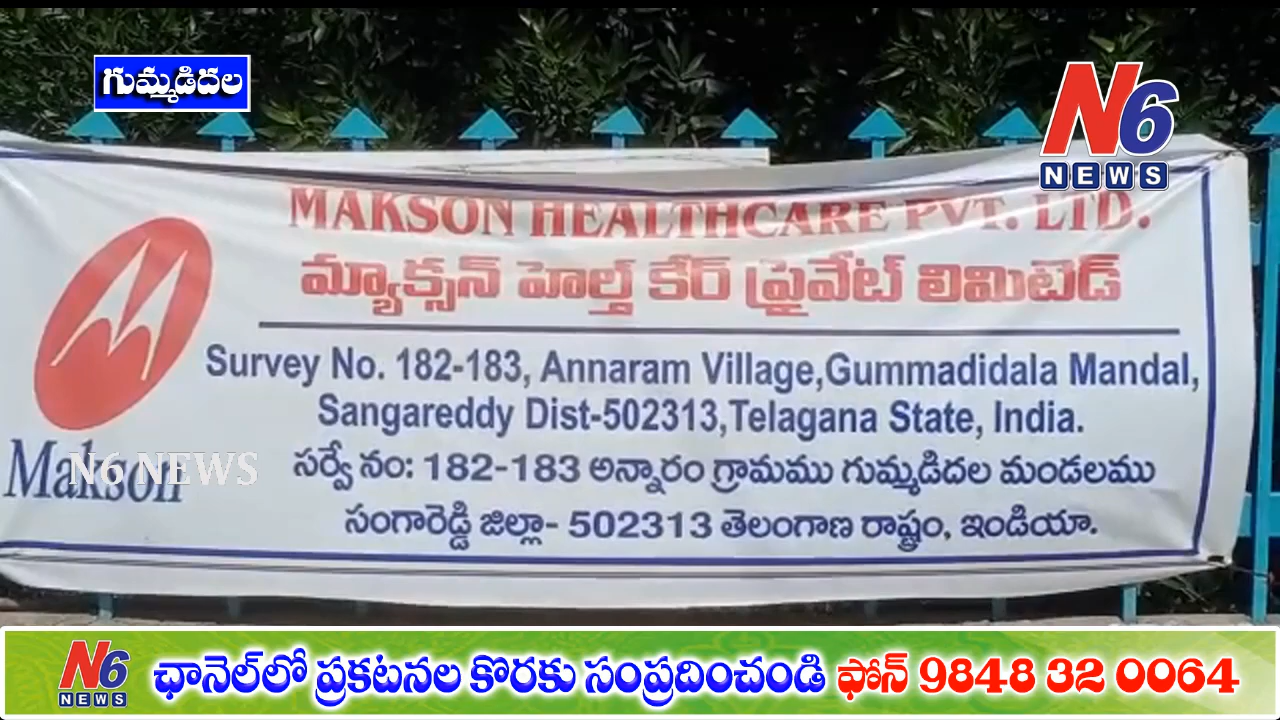 గుమ్మడిదల
N6
NEWS
MAKSON HEALTHCARE PVT. LTD.
మ్యాక్సన్ హెల్త్ కేర్ ప్రైవేట్ లిమిటెడ్
Survey No. 182-183, Annaram Village,Gummadidala Mandal,
Sangareddy Dist-502313,Telagana State, India.
Makson
N6 NEWS
సర్వే నం: 182-183 అన్నారం గ్రామము గుమ్మడిదల మండలము
సంగారెడ్డి జిల్లా- 502313 తెలంగాణ రాష్ట్రం, ఇండియా.
N6
NEWS
ఛానెల్‌లో ప్రకటనల కొరకు సంప్రదించండి ఫోన్ 9848 32 0064